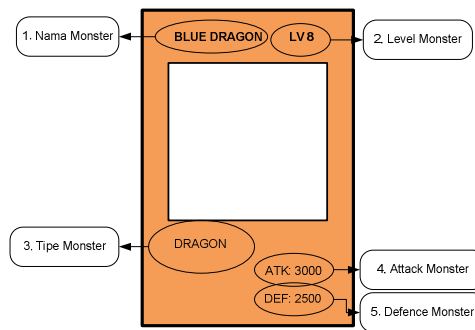 1. Nama Monster
BLUE DRAGON
LV 8
2. Level Monster
3. Tipe Monster
DRAGON
ATK: 3000
4. Attack Monster
DEF: 2500
5. Defence Monster